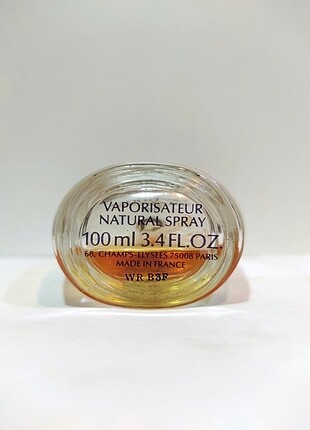 VAPORISATEUR
NATURAL SPRAY
100 ml 3.4 FL.OZ.
68, CHAMPS-ELYSEES 75008 PARIS
MADE IN FRANCE
WR B3F